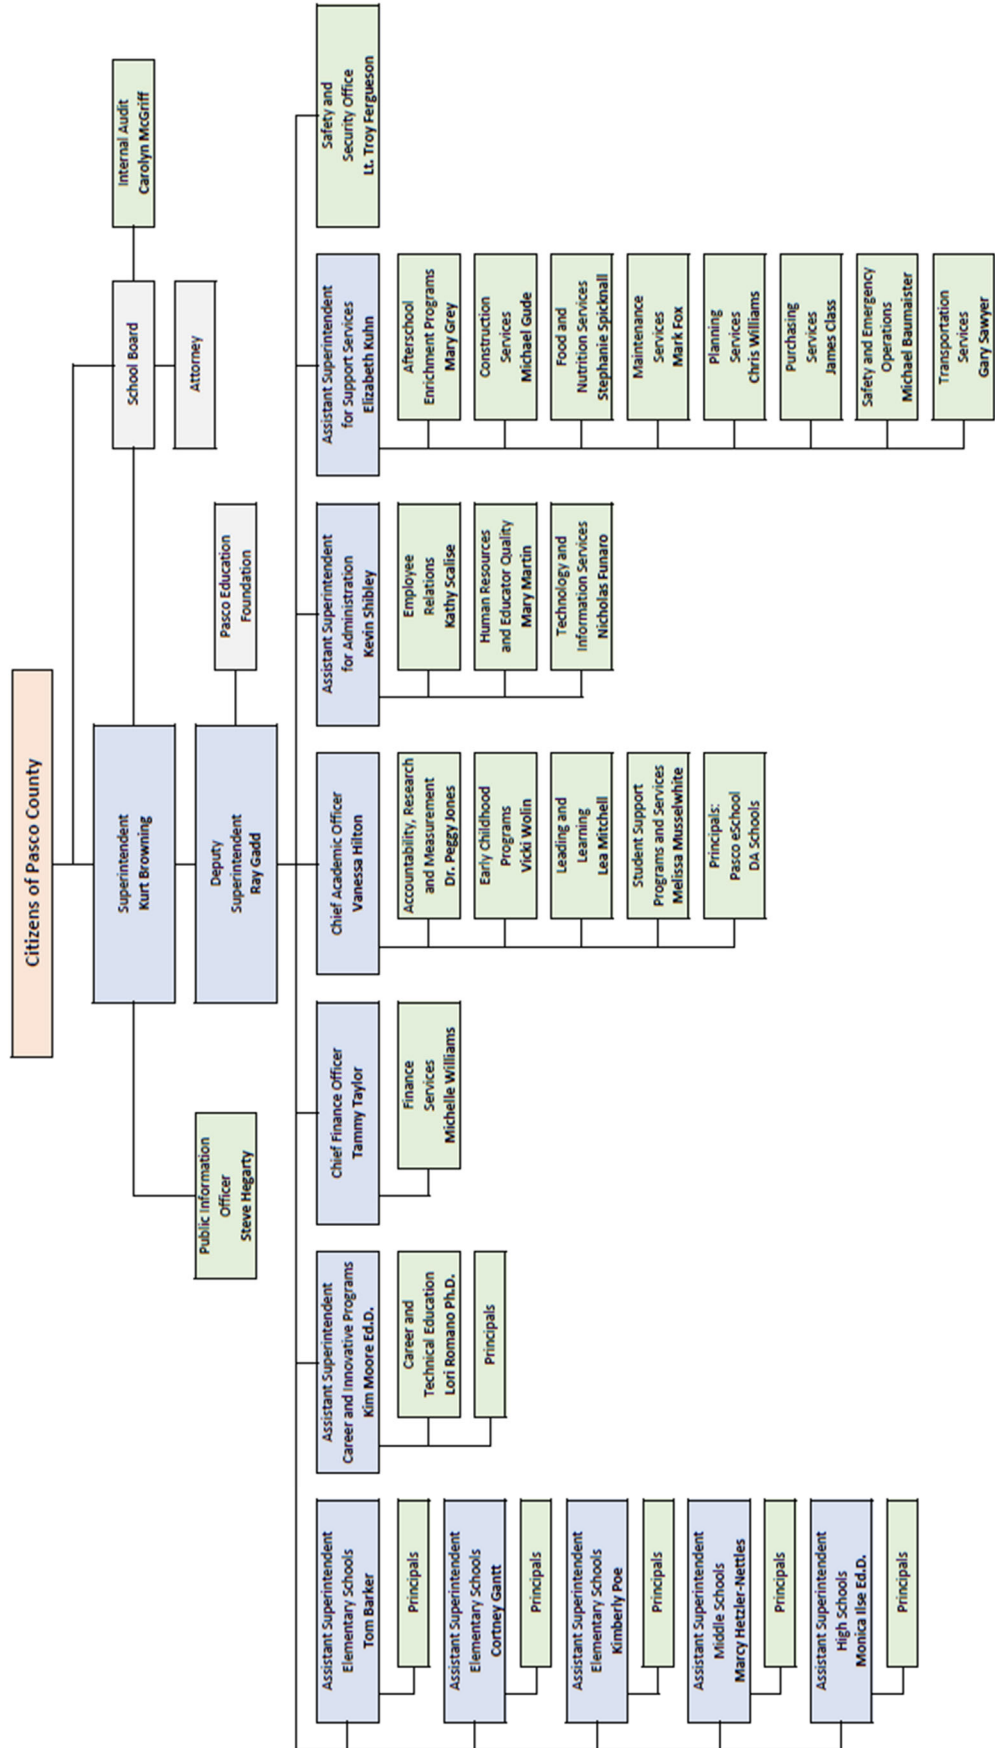 Citizens of Pasco County
Superintendent
Kurt Browning
School Board
Internal Audit
Carolyn McGriff
Attorney
Public Information
Officer
Steve Hegarty
Deputy
Superintendent
Ray Gadd
Pasco Education
Foundation
Assistant Superintendent
Elementary Schools
Tom Barker
Principals
Assistant Superintendent
Elementary Schools
Cortney Gantt
Principals
Assistant Superintendent
Elementary Schools
Kimberly Poe
Principals
Assistant Superintendent
Middle Schools
Marcy Hetzler-Nettles
Principals
Assistant Superintendent
High Schools
Monica Ilse Ed.D.
Principals
Assistant Superintendent
Career and Innovative Programs
Kim Moore Ed.D.
Career and
Technical Education
Lori Romano Ph.D.
Principals
Chief Finance Officer
Tammy Taylor
Finance
Services
Michelle Williams
Chief Academic Officer
Vanessa Hilton
Accountability, Research
and Measurement
Dr. Peggy Jones
Early Childhood
Programs
Vicki Wolin
Leading and
Learning
Lea Mitchell
Student Support
Programs and Services
Melissa Musselwhite
Principals:
Pasco eSchool
DA Schools
Assistant Superintendent
for Administration
Kevin Shibley
Employee
Relations
Kathy Scalise
Human Resources
and Educator Quality
Mary Martin
Technology and
Information Services
Nicholas Funaro
Assistant Superintendent
for Support Services
Elizabeth Kuhn
Afterschool
Enrichment Programs
Mary Grey
Construction
Services
Michael Gude
Food and
Nutrition Services
Stephanie Spicknall
Maintenance
Services
Mark Fox
Planning
Services
Chris Williams
Purchasing
Services
James Class
Safety and Emergency
Operations
Michael Baumaister
Transportation
Services
Gary Sawyer
Safety and
Security Office
Lt. Troy Fergueson